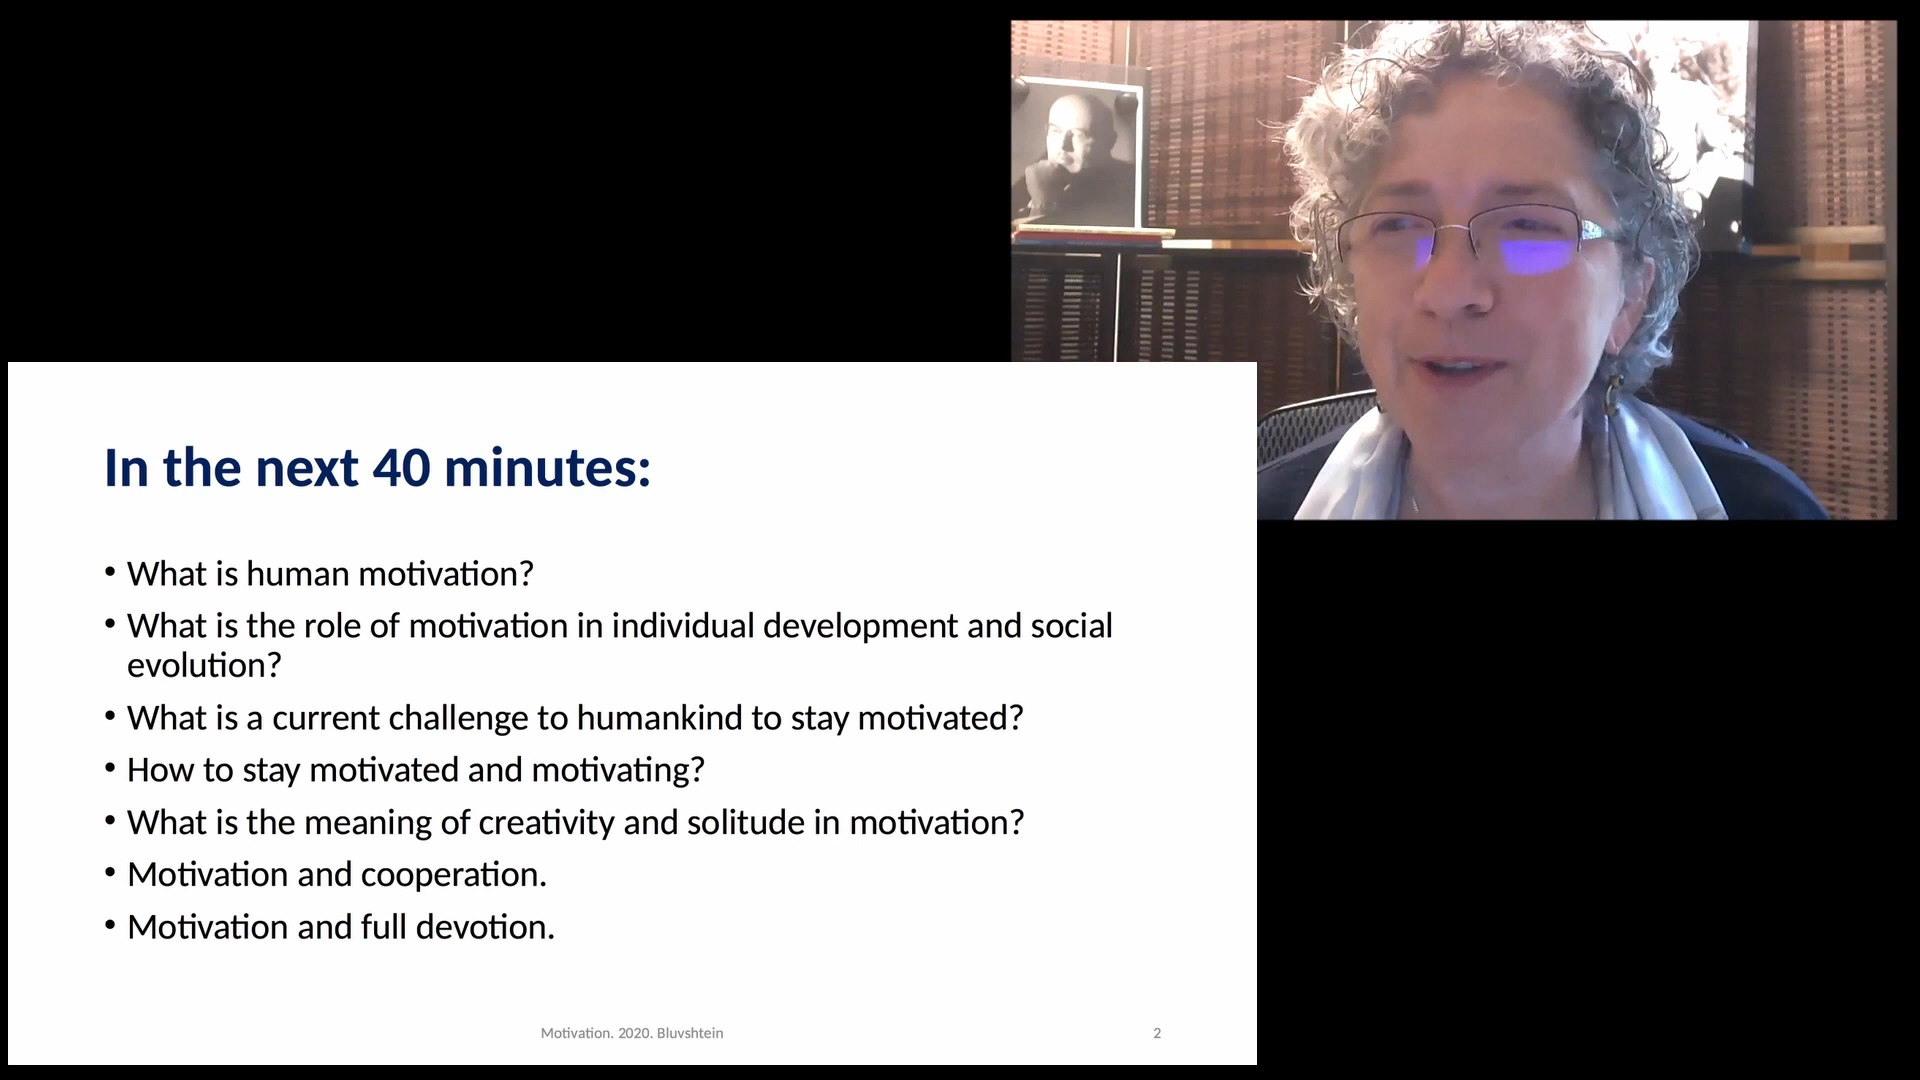 In the next 40 minutes:
• What is human motivation?
• What is the role of motivation in individual development and social
evolution?
• What is a current challenge to humankind to stay motivated?
• How to stay motivated and motivating?
• What is the meaning of creativity and solitude in motivation?
• Motivation and cooperation.
• Motivation and full devotion.
Motivation. 2020. Bluvshtein
2